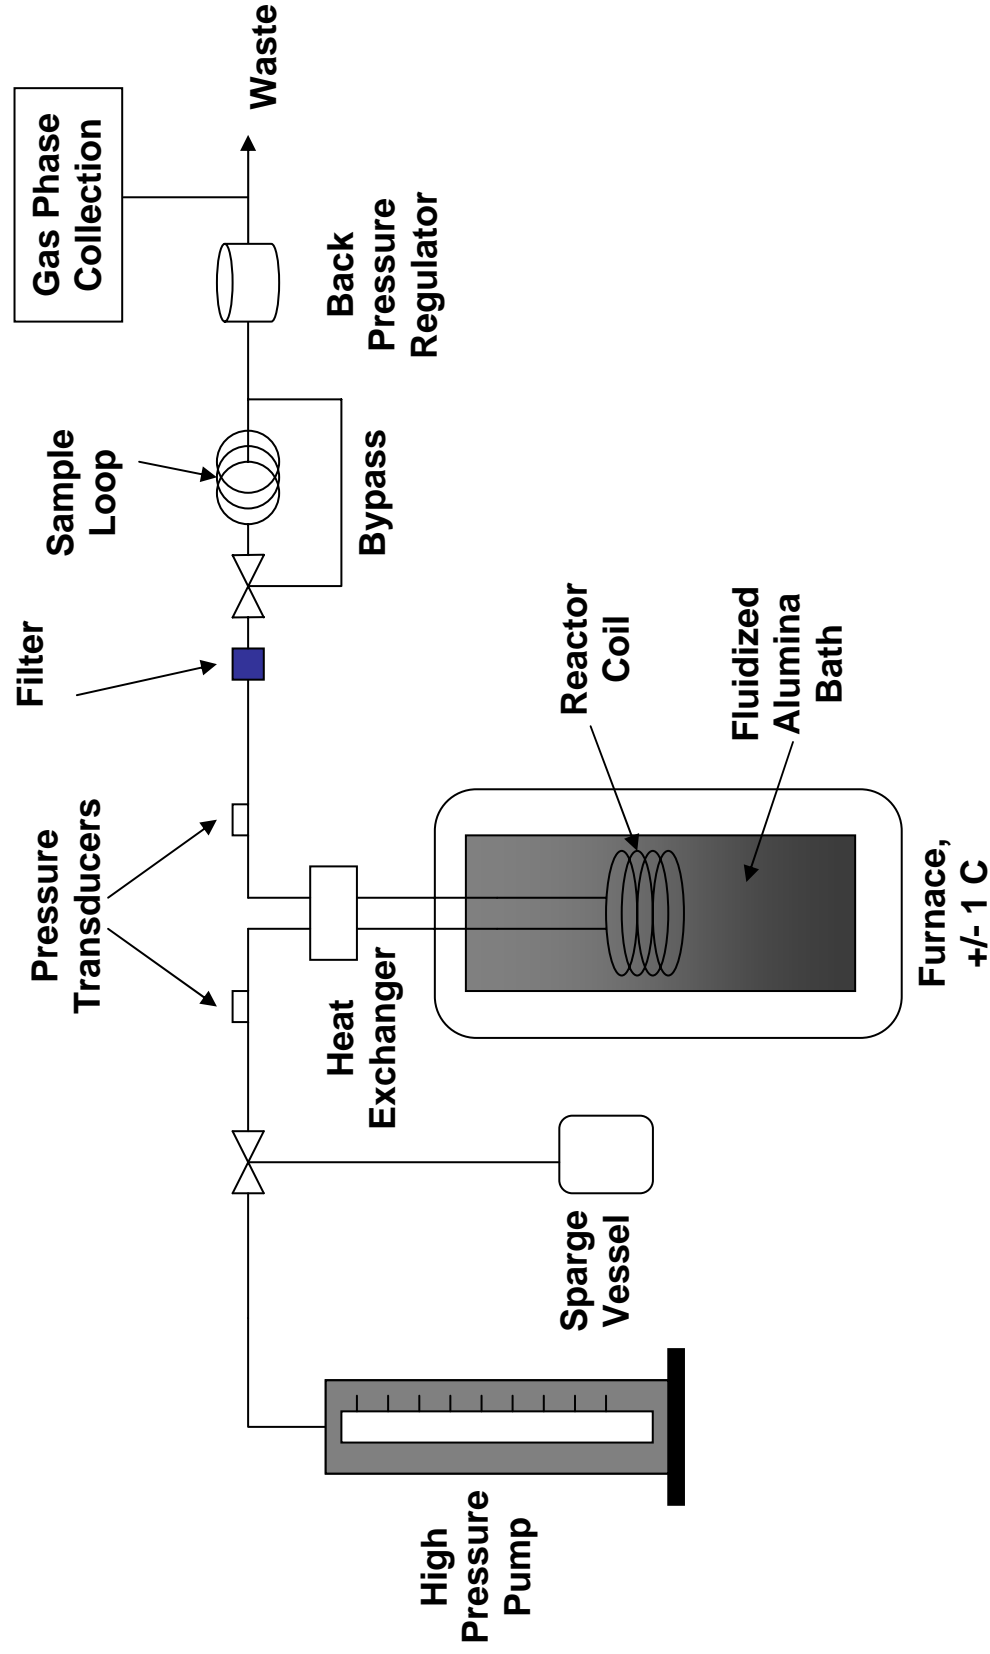 High
Pressure
Pump
Sparge
Vessel
Heat
Exchanger
Pressure
Transducers
Furnace,
+/- 1 C
Fluidized
Alumina
Bath
Reactor
Coil
Filter
Sample
Loop
Bypass
Back
Pressure
Regulator
Gas Phase
Collection
Waste